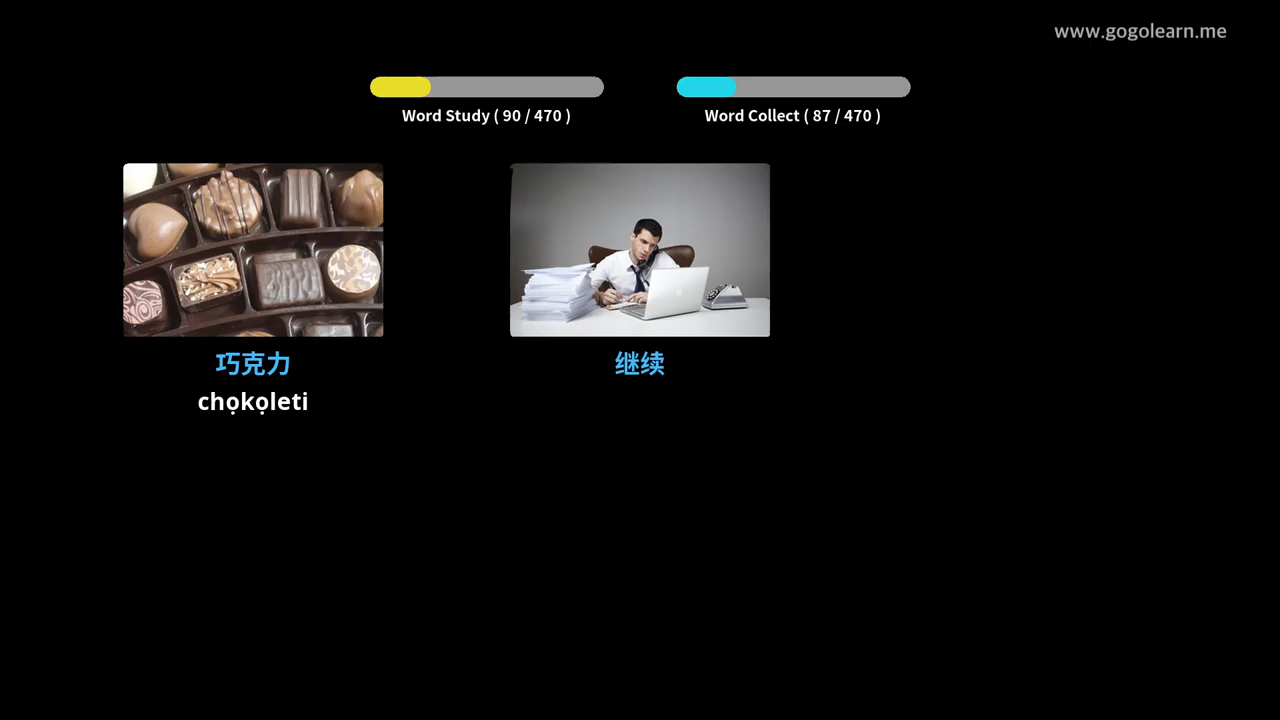 www.gogolearn.me
Word Study ( 90 / 470 )
Word Collect ( 87 / 470 )
巧克力
chọkọleti
继续